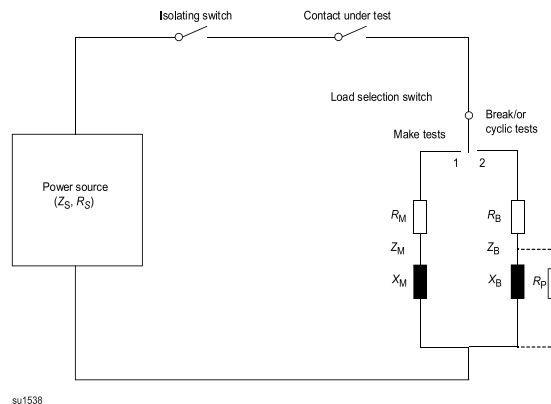 Isolating switch
Contact under test
Load selection switch
Break/or
cyclic tests
Make tests
1 2
Power source
(ZS, RS)
RM
RB
ZM
ZB
XM
XB
RP
su1538